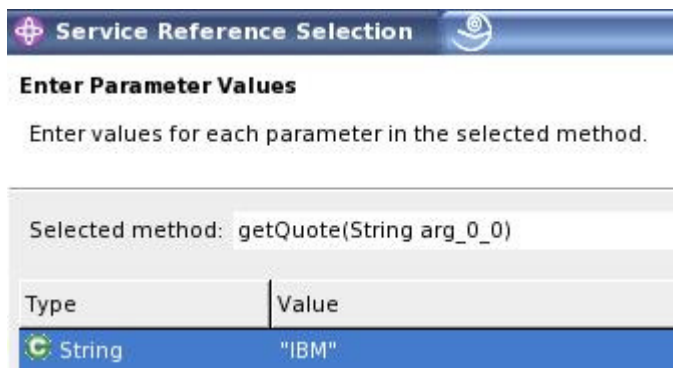 Service Reference Selection
Enter Parameter Values
Enter values for each parameter in the selected method.
Selected method: getQuote(String arg_0_0)
Type Value
C String "IBM"